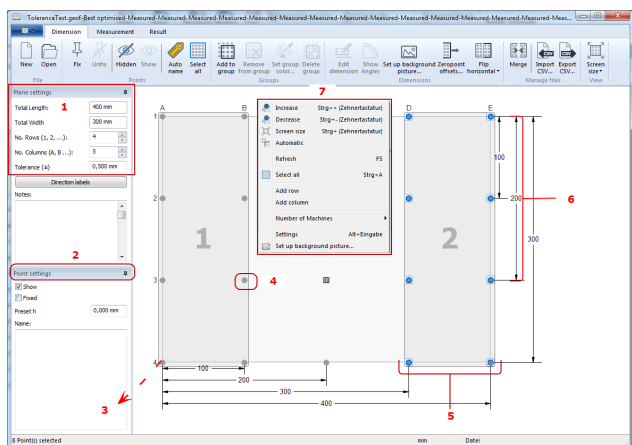 ToleranceTest.geof-Best optimised-Measured-Measured-Measured-Measured-Measured-Measured-Measured-Measured-Measured-Measured-Meas...
Dimension Measurement Result
New Open Fix Unfix Hidden Show Auto name Select all Add to group Remove from group Set group color... Delete group Edit dimension Show Angles Set up background picture... Zeropoint offsets... Flip horizontal Merge Import CSV... Export CSV... Screen size
File Points Groups Dimensions Manage files View
Plane settings
1
Total Length: 400 mm
Total Width 300 mm
No. Rows (1, 2, ...): 4
No. Columns (A, B ...): 5
Tolerance (A) 0,500 mm
Direction labels
Notes:
2
Point settings
Show
Fixed
Preset h 0,000 mm
Name:
7
A B D E
1
2
3
4
Increase Strg++ (Zehnertastatur)
Decrease Strg+- (Zehnertastatur)
Screen size Strg+ (Zehnertastatur)
Automatic
Refresh F5
Select all Strg+A
Add row
Add column
Number of Machines
Settings Alt+Eingabe
Set up background picture...
1
2
4
100
200
300
6
100
200
300
400
3
5
8 Point(s) selected mm Datei